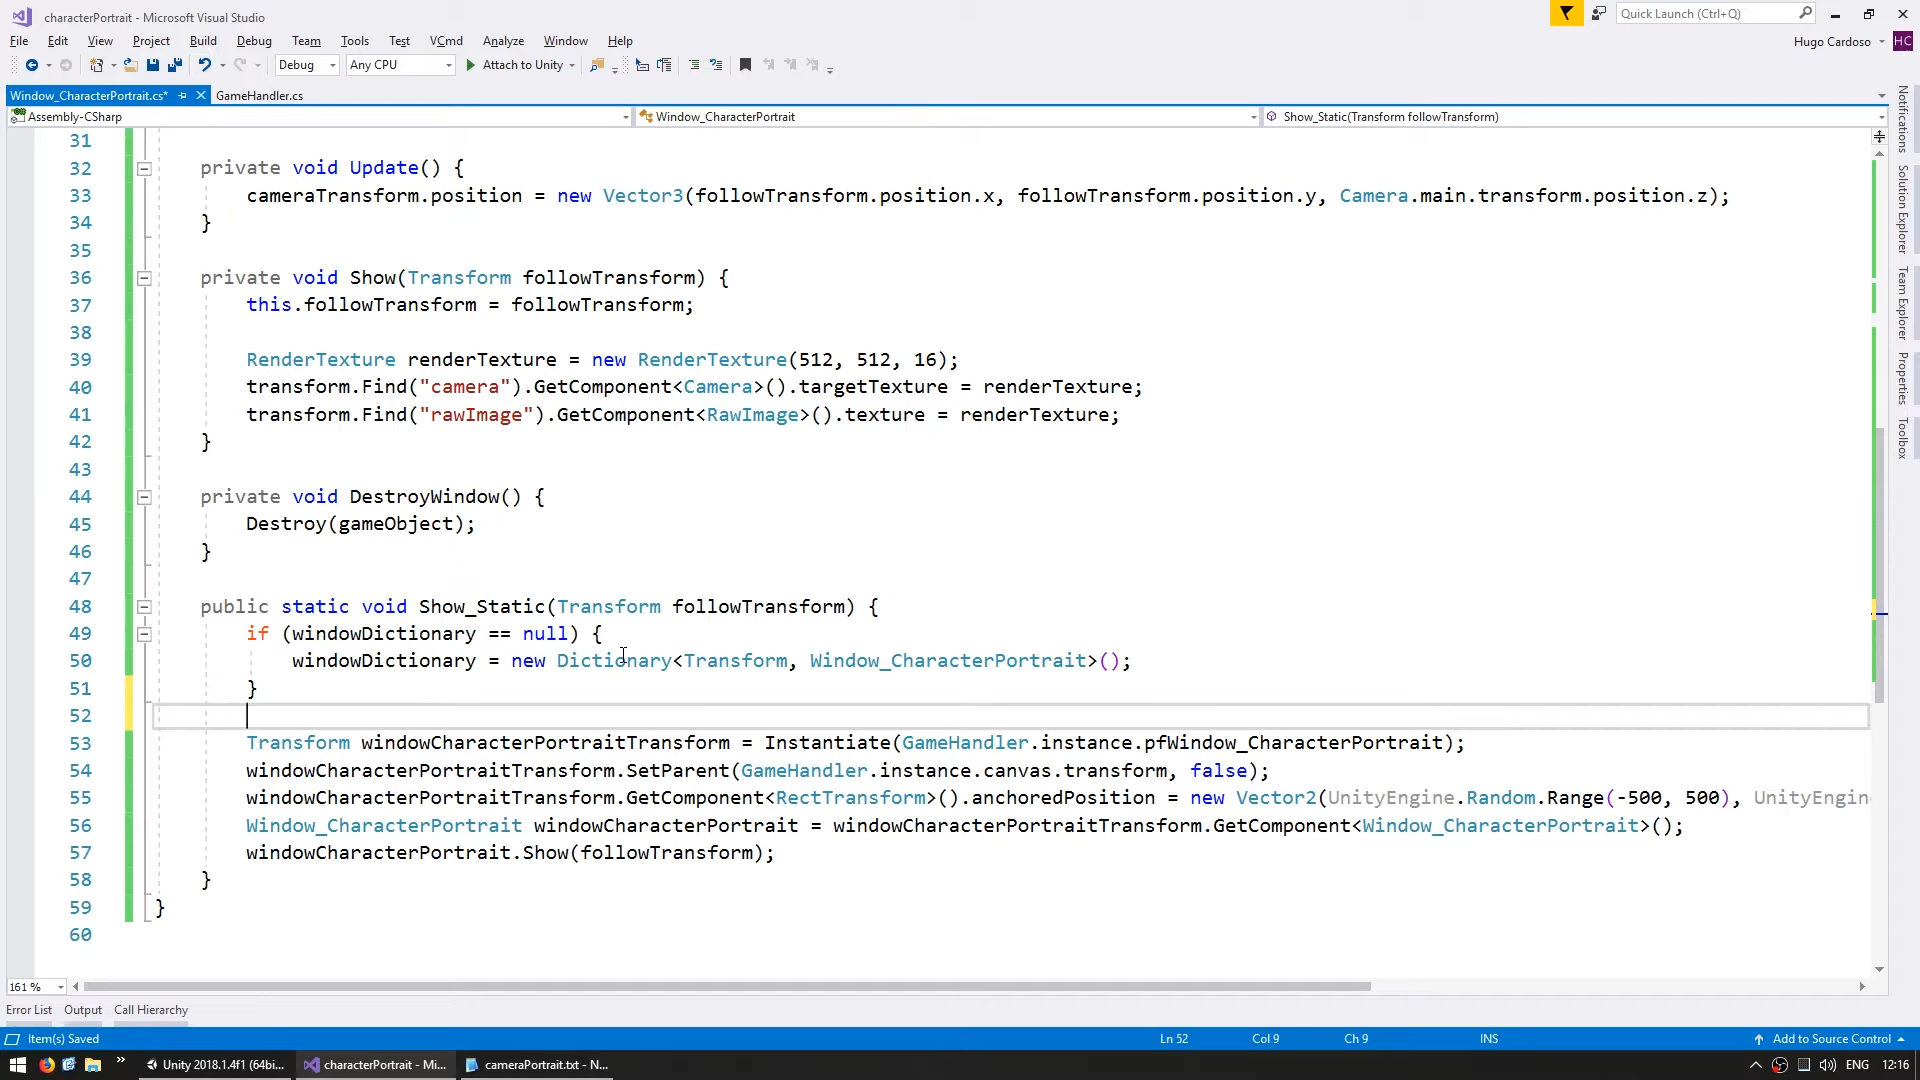 characterPortrait - Microsoft Visual Studio
Quick Launch (Ctrl+Q)
File Edit View Project Build Debug Team Tools Test VCmd Analyze Window Help
Hugo Cardoso HC
Debug Any CPU Attach to Unity
Window_CharacterPortrait.cs* GameHandler.cs
Assembly-CSharp Window_CharacterPortrait Show_Static(Transform followTransform)
31
32 private void Update() {
33 cameraTransform.position = new Vector3(followTransform.position.x, followTransform.position.y, Camera.main.transform.position.z);
34 }
35
36 private void Show(Transform followTransform) {
37 this.followTransform = followTransform;
38
39 RenderTexture renderTexture = new RenderTexture(512, 512, 16);
40 transform.Find("camera").GetComponent<Camera>().targetTexture = renderTexture;
41 transform.Find("rawImage").GetComponent<RawImage>().texture = renderTexture;
42 }
43
44 private void DestroyWindow() {
45 Destroy(gameObject);
46 }
47
48 public static void Show_Static(Transform followTransform) {
49 if (windowDictionary == null) {
50 windowDictionary = new Dictionary<Transform, Window_CharacterPortrait>();
51 }
52
53 Transform windowCharacterPortraitTransform = Instantiate(GameHandler.instance.pfWindow_CharacterPortrait);
54 windowCharacterPortraitTransform.SetParent(GameHandler.instance.canvas.transform, false);
55 windowCharacterPortraitTransform.GetComponent<RectTransform>().anchoredPosition = new Vector2(UnityEngine.Random.Range(-500, 500), UnityEngin
56 Window_CharacterPortrait windowCharacterPortrait = windowCharacterPortraitTransform.GetComponent<Window_CharacterPortrait>();
57 windowCharacterPortrait.Show(followTransform);
58 }
59 }
60
Notifications
Solution Explorer
Team Explorer
Properties
Toolbox
161 %
Error List Output Call Hierarchy
Item(s) Saved Ln 52 Col 9 Ch 9 INS Add to Source Control
Unity 2018.1.4f1 (64bi... characterPortrait - Mi... cameraPortrait.txt - N... ENG 12:16